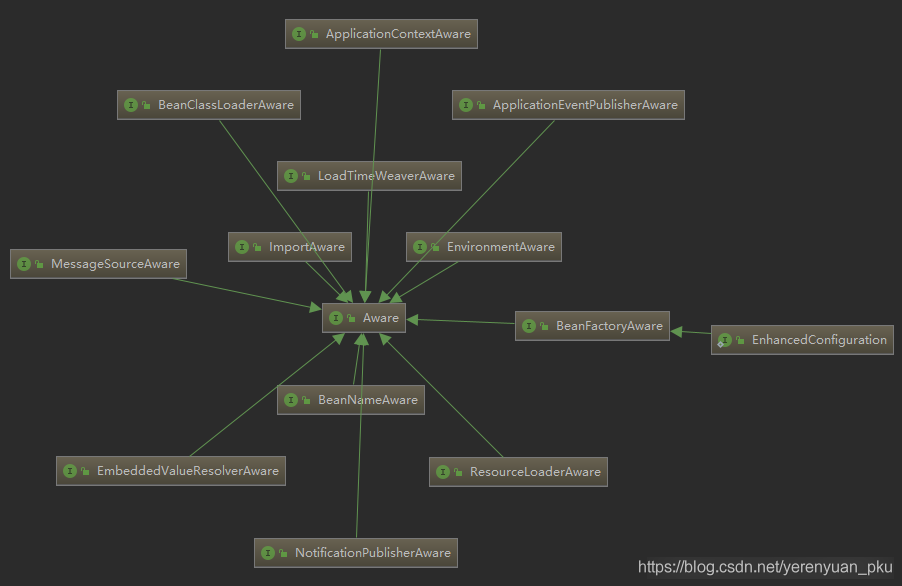 ApplicationContextAware
BeanClassLoaderAware
ApplicationEventPublisherAware
LoadTimeWeaverAware
ImportAware
EnvironmentAware
MessageSourceAware
Aware
BeanFactoryAware
EnhancedConfiguration
BeanNameAware
EmbeddedValueResolverAware
ResourceLoaderAware
NotificationPublisherAware
https://blog.csdn.net/yerenyuan_pku